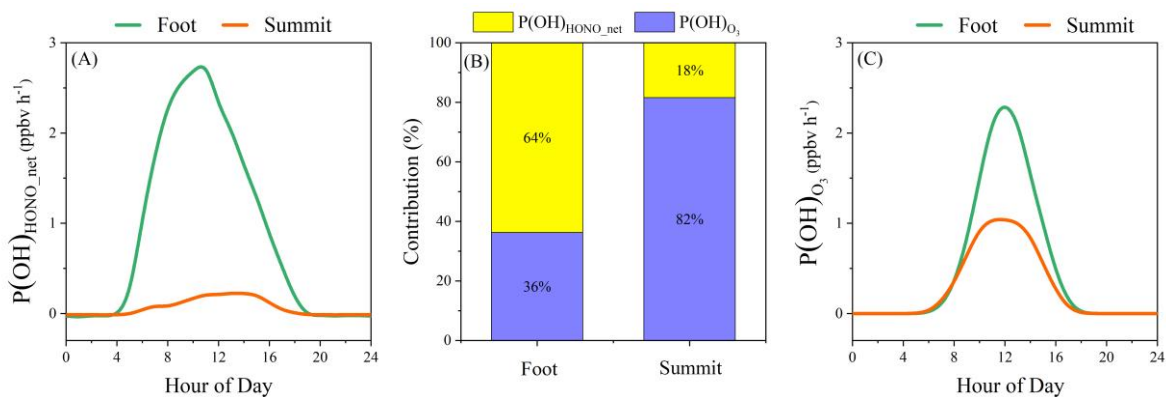 Foot Summit
(A)
P(OH)HONO_net (ppbv h-1)
3
2
1
0
0 4 8 12 16 20 24
Hour of Day
P(OH)HONO_net P(OH)O3
(B)
Contribution (%)
100
80
60
40
20
0
64%
36%
18%
82%
Foot Summit
Foot Summit
(C)
P(OH)O3 (ppbv h-1)
3
2
1
0
0 4 8 12 16 20 24
Hour of Day